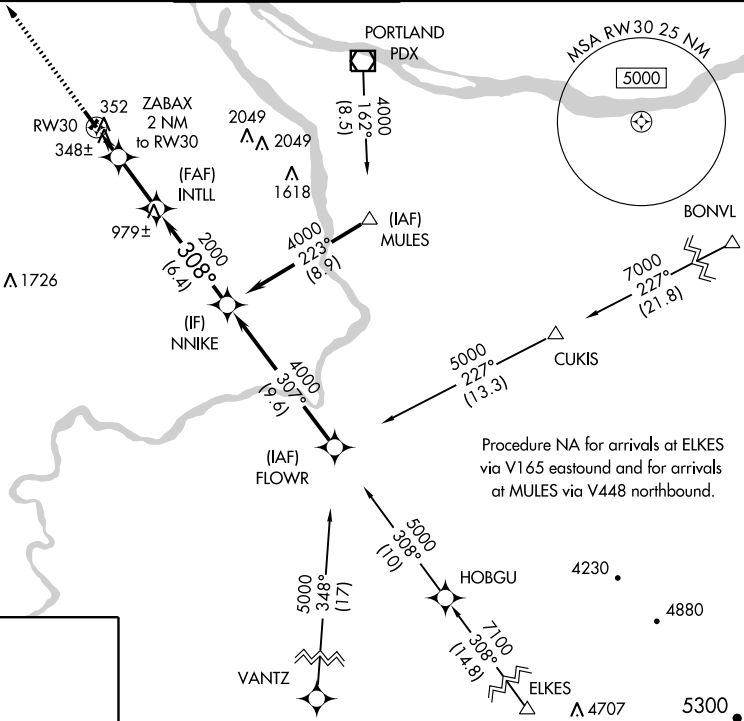 PORTLAND
PDX
MSA RW30 25 NM
5000
4000
162°
(8.5)
352
RW30
348±
ZABAX
2 NM
to RW30
2049
2049
1618
(FAF)
INTLL
979±
(IAF)
MULES
BONVL
4000
223°
(8.9)
2000
308°
(6.4)
7000
227°
(21.8)
1726
(IF)
NNIKE
CUKIS
5000
227°
(13.3)
4000
307°
(9.6)
(IAF)
FLOWR
Procedure NA for arrivals at ELKES
via V165 eastound and for arrivals
at MULES via V448 northbound.
5000
308°
(10)
HOBGU
4230
4880
5000
348°
(17)
7100
308°
(14.8)
VANTZ
ELKES
4707
5300